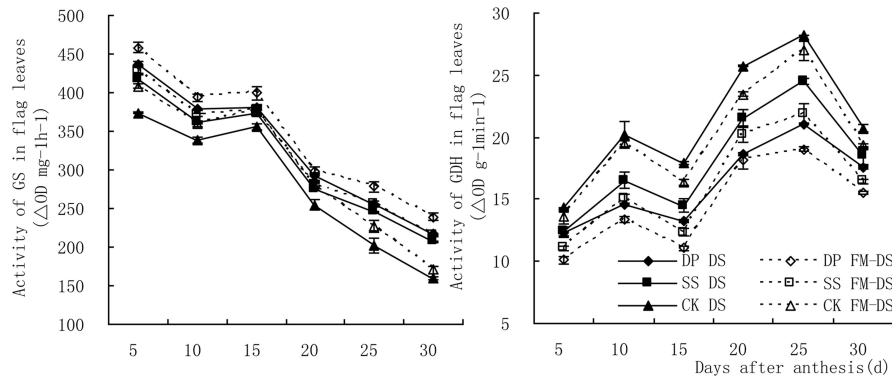 Activity of GS in flag leaves
(△OD mg-1h-1)
500
450
400
350
300
250
200
150
100
5 10 15 20 25 30
Activity of GDH in flag leaves
(△OD g-1min-1)
30
25
20
15
10
5
DP DS DP FM-DS
SS DS SS FM-DS
CK DS CK FM-DS
5 10 15 20 25 30
Days after anthesis(d)